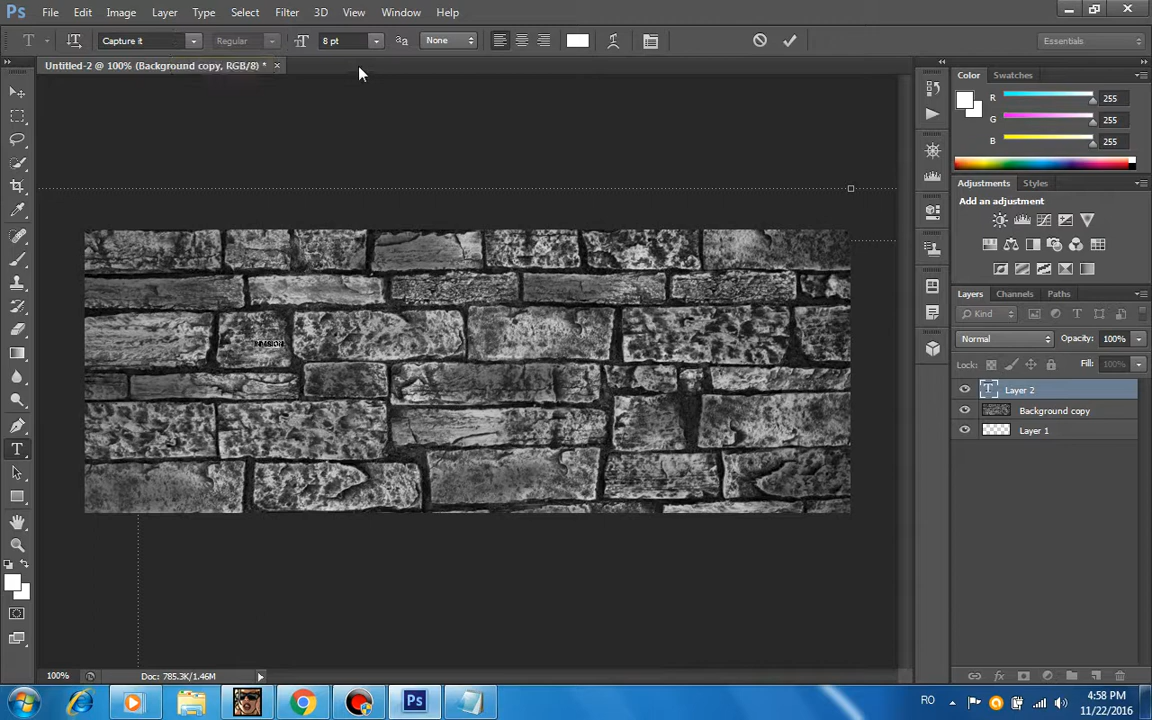 Ps File Edit Image Layer Type Select Filter 3D View Window Help
T Capture it Regular 8 pt aa None Essentials
Untitled-2 @ 100% (Background copy, RGB/8) * ×
Color Swatches
R 255
G 255
B 255
Adjustments Styles
Add an adjustment
Layers Channels Paths
Kind
Normal Opacity: 100%
Lock: Fill: 100%
Layer 2
Background copy
Layer 1
100% Doc: 785.3K/1.46M
Ps RO 4:58 PM
11/22/2016